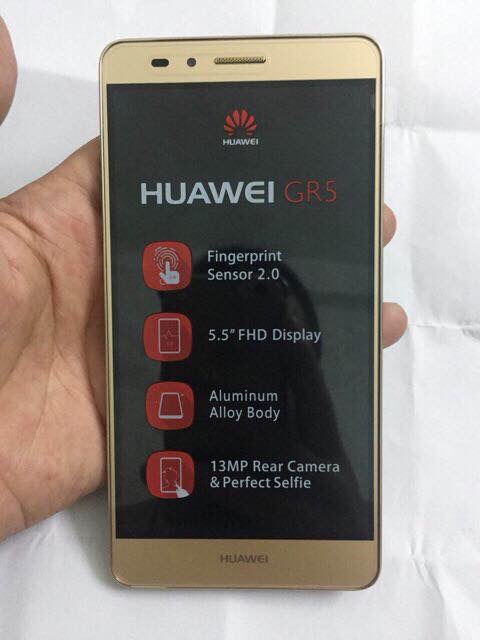 HUAWEI
HUAWEI GR5
Fingerprint
Sensor 2.0
5.5" FHD Display
Aluminum
Alloy Body
13MP Rear Camera
& Perfect Selfie
HUAWEI